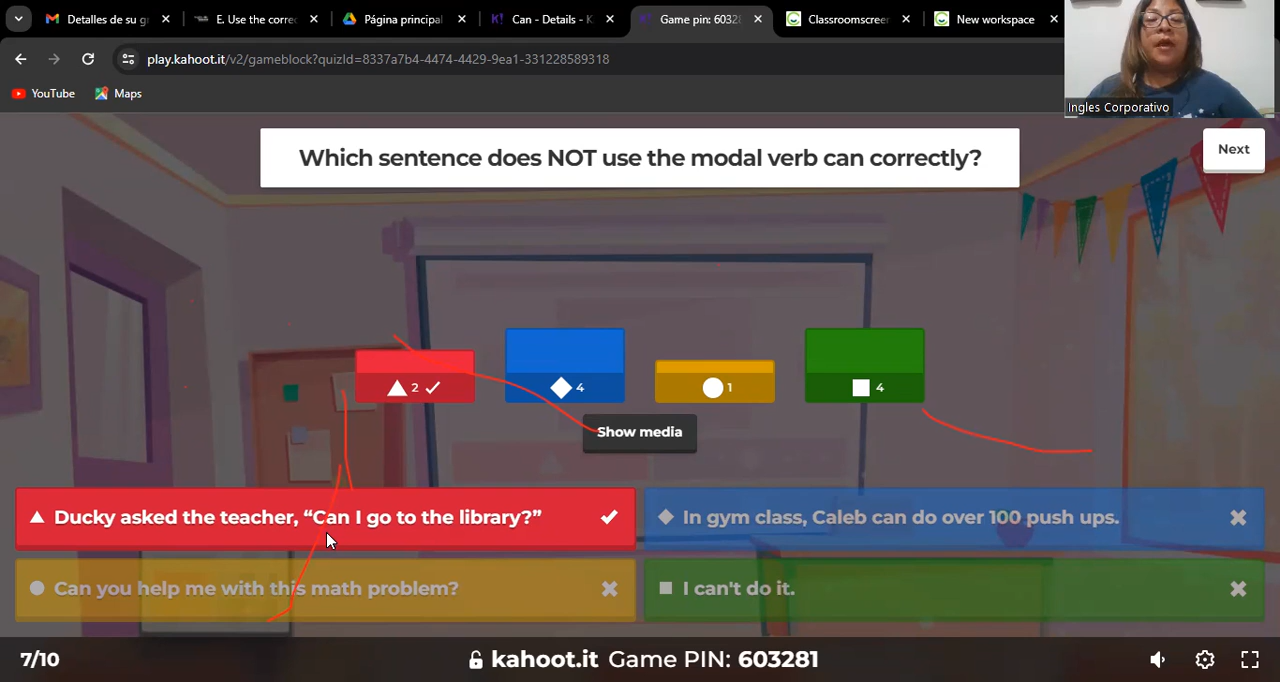 Detalles de su gr
E. Use the correc
Página principal
Can - Details - K
Game pin: 6032
Classroomscreen
New workspace
play.kahoot.it/v2/gameblock?quizId=8337a7b4-4474-4429-9ea1-331228589318
YouTube
Maps
Ingles Corporativo
Which sentence does NOT use the modal verb can correctly?
Next
2
4
1
4
Show media
Ducky asked the teacher, “Can I go to the library?”
In gym class, Caleb can do over 100 push ups.
Can you help me with this math problem?
I can't do it.
7/10
kahoot.it Game PIN: 603281